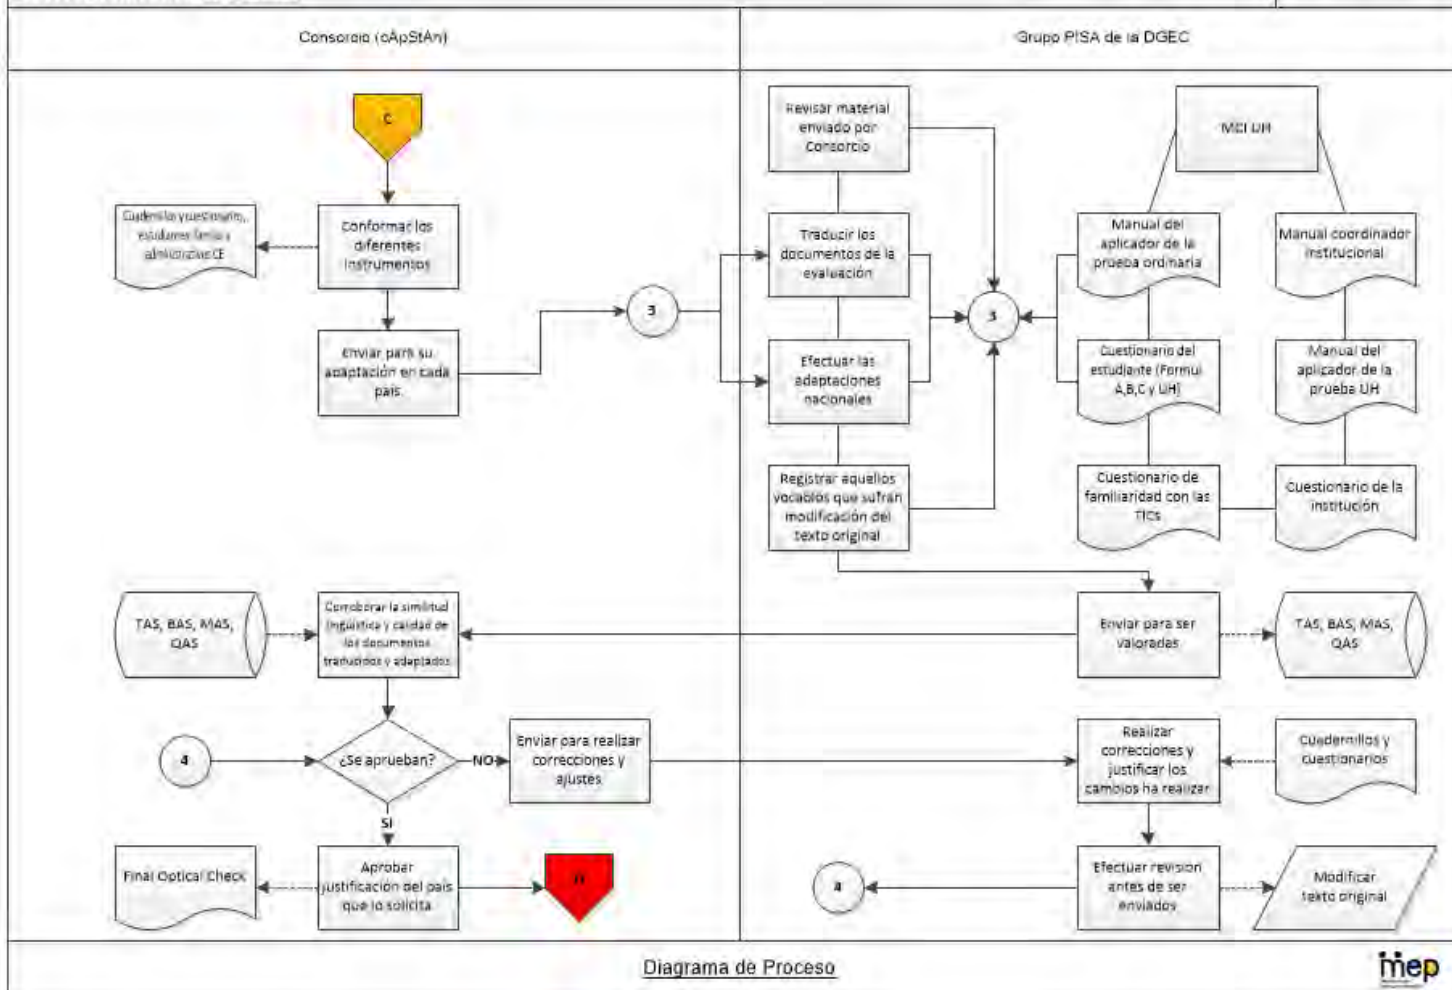 Consorcio (cApStAn)
Grupo PISA de la DGEC
C
Conformar los
diferentes
instrumentos
Enviar para su
adaptación en cada
país.
3
Revisar material
enviado por
Consorcio
Traducir los
documentos de la
evaluación
Efectuar las
adaptaciones
nacionales
Registrar aquellos
vocablos que sufran
modificación del
texto original
3
MCI UH
Manual del
aplicador de la
prueba ordinaria
Manual coordinador
institucional
Cuestionario del
estudiante (Formul
A,B,C y UH)
Manual del
aplicador de la
prueba UH
Cuestionario de
familiaridad con las
TICs
Cuestionario de la
institución
TAS, BAS, MAS,
QAS
Corroborar la similitud
lingüística y calidad de
los documentos
traducidos y adaptados
Enviar para ser
valoradas
TAS, BAS, MAS,
QAS
4
¿Se aprueban?
NO
Enviar para realizar
correcciones y
ajustes
Realizar
correcciones y
justificar los
cambios ha realizar
Cuadernillos y
cuestionarios
SI
Final Optical Check
Aprobar
justificación del país
que lo solicita
4
Efectuar revisión
antes de ser
enviados
Modificar
texto original
Diagrama de Proceso
mep